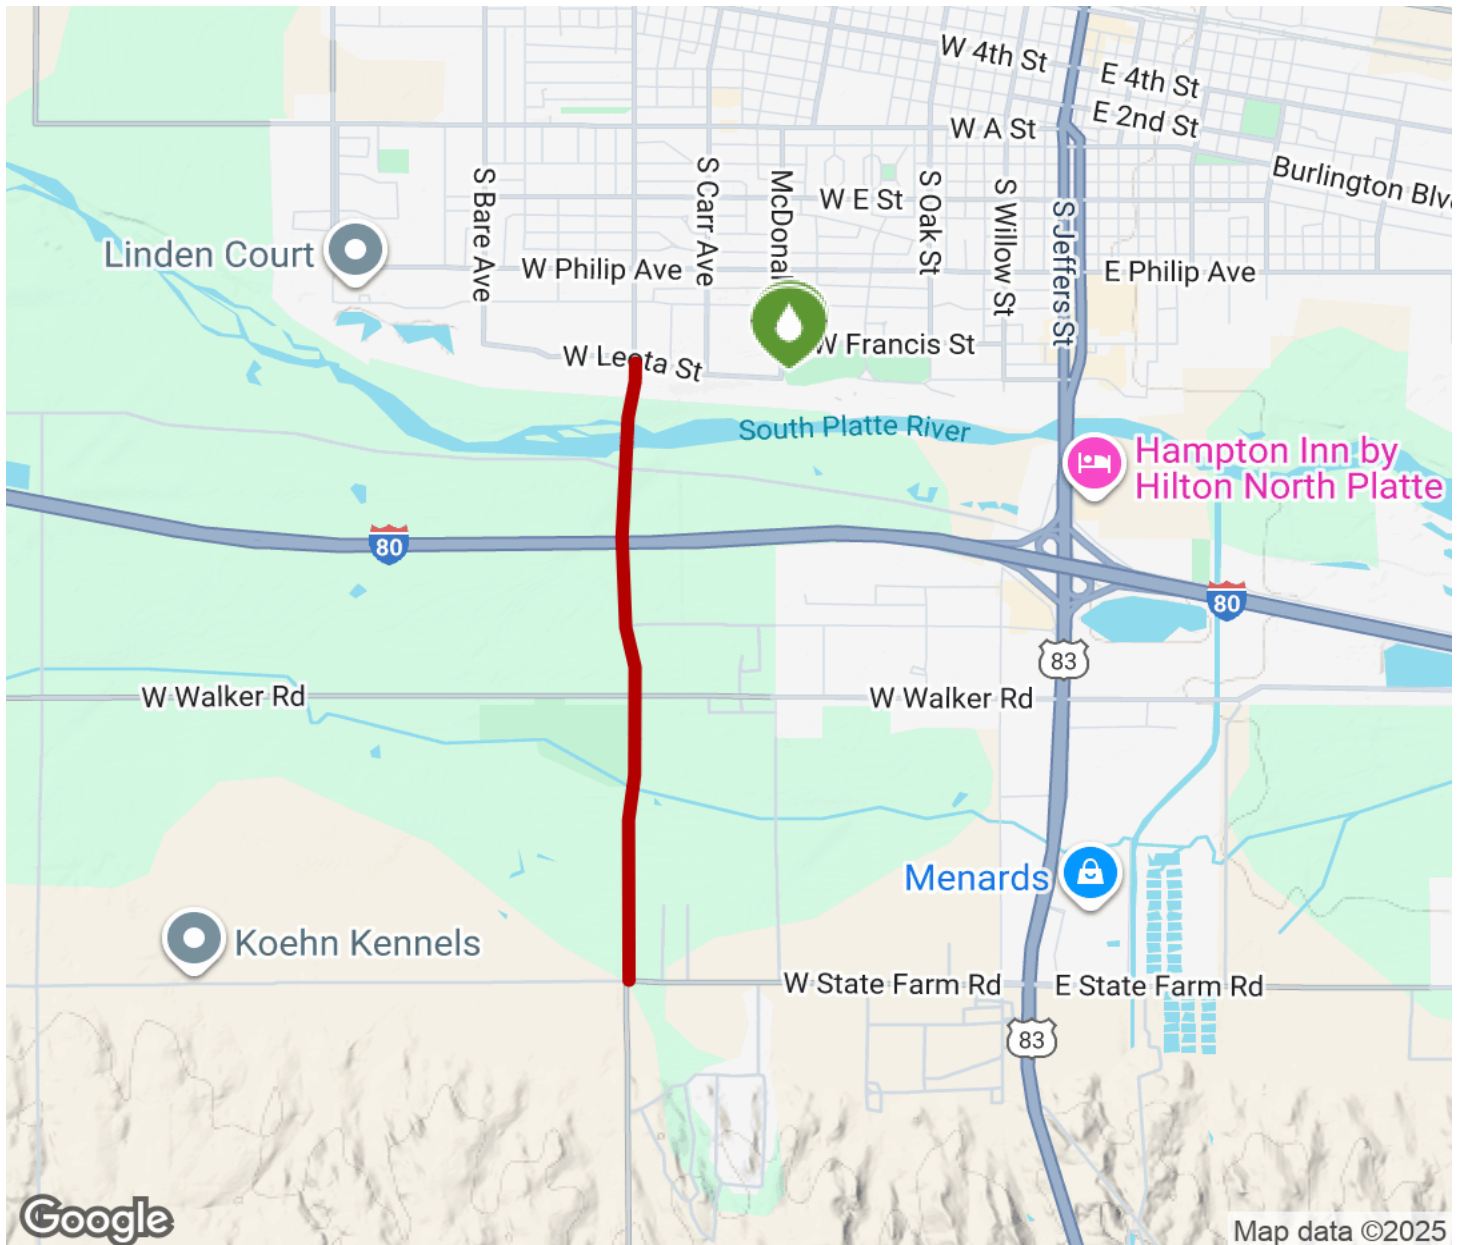 W 4th St
E 4th St
E 2nd St
W A St
Burlington Blv
S Bare Ave
S Carr Ave
McDonal
W E St
S Oak St
S Willow St
S Jeffers St
Linden Court
W Philip Ave
E Philip Ave
W Leota St
W Francis St
South Platte River
Hampton Inn by
Hilton North Platte
80
80
83
W Walker Rd
W Walker Rd
Menards
Koehn Kennels
W State Farm Rd
E State Farm Rd
83
Google
Map data ©2025